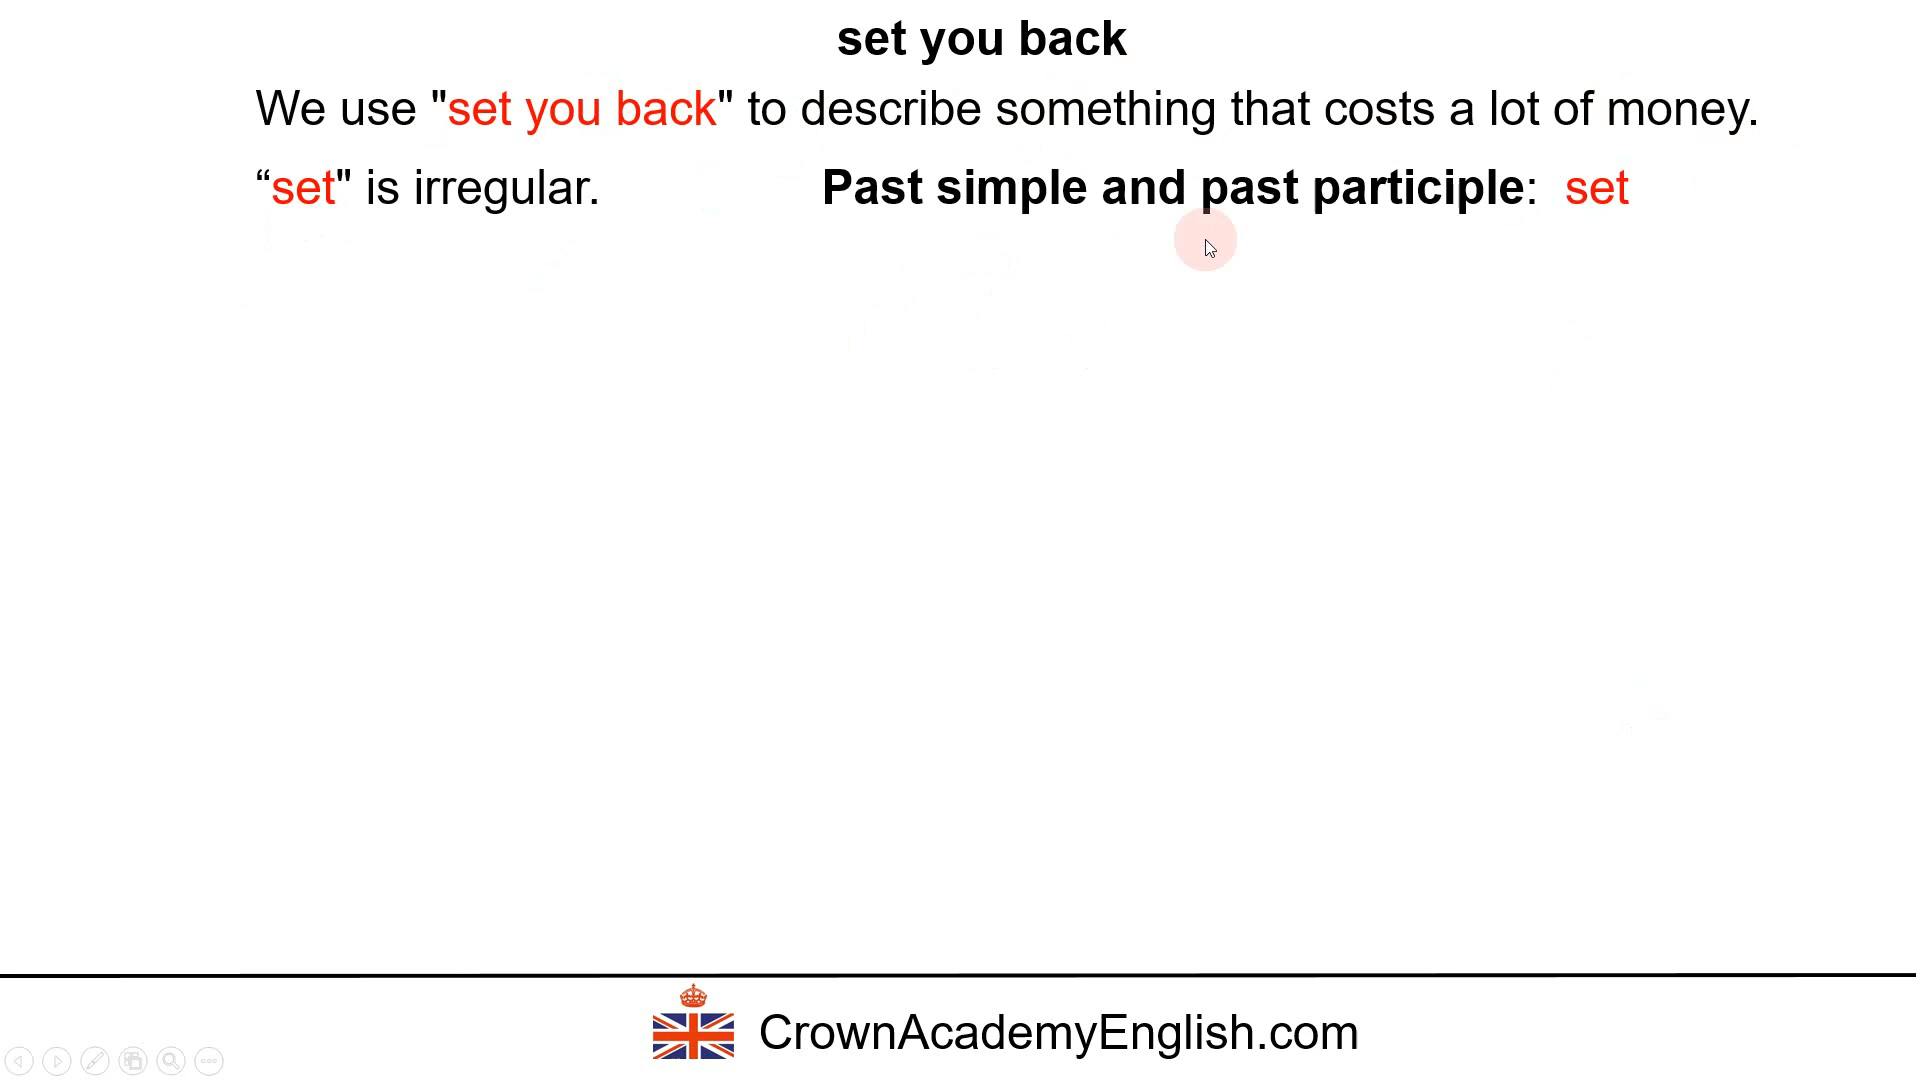 set you back
We use "set you back" to describe something that costs a lot of money.
“set" is irregular. Past simple and past participle: set
CrownAcademyEnglish.com